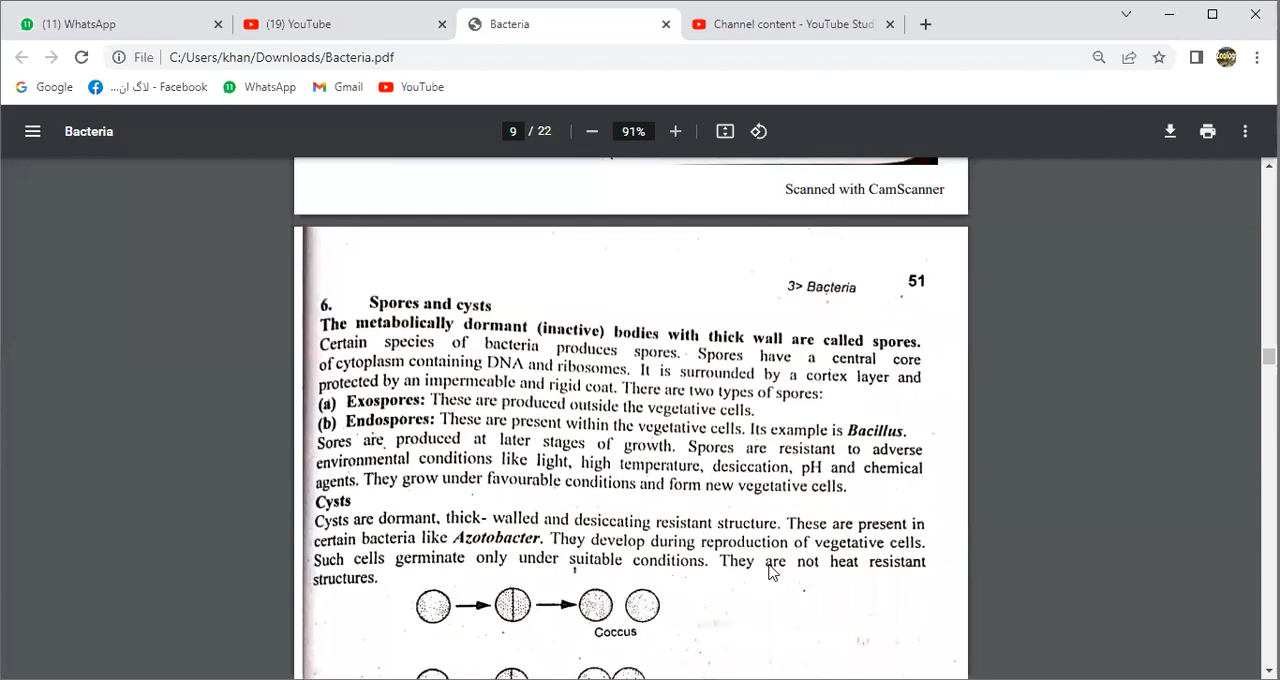 (11) WhatsApp
(19) YouTube
Bacteria
Channel content - YouTube Stud
File
C:/Users/khan/Downloads/Bacteria.pdf
Google
لاگ ان... - Facebook
11
WhatsApp
Gmail
YouTube
Bacteria
9 / 22
91%
Scanned with CamScanner
3> Bacteria 51
6. Spores and cysts
The metabolically dormant (inactive) bodies with thick wall are called spores.
Certain species of bacteria produces spores. Spores have a central core
of cytoplasm containing DNA and ribosomes. It is surrounded by a cortex layer and
protected by an impermeable and rigid coat. There are two types of spores:
(a) Exospores: These are produced outside the vegetative cells.
(b) Endospores: These are present within the vegetative cells. Its example is Bacillus.
Sores are produced at later stages of growth. Spores are resistant to adverse
environmental conditions like light, high temperature, desiccation, pH and chemical
agents. They grow under favourable conditions and form new vegetative cells.
Cysts
Cysts are dormant, thick- walled and desiccating resistant structure. These are present in
certain bacteria like Azotobacter. They develop during reproduction of vegetative cells.
Such cells germinate only under suitable conditions. They are not heat resistant
structures.
Coccus